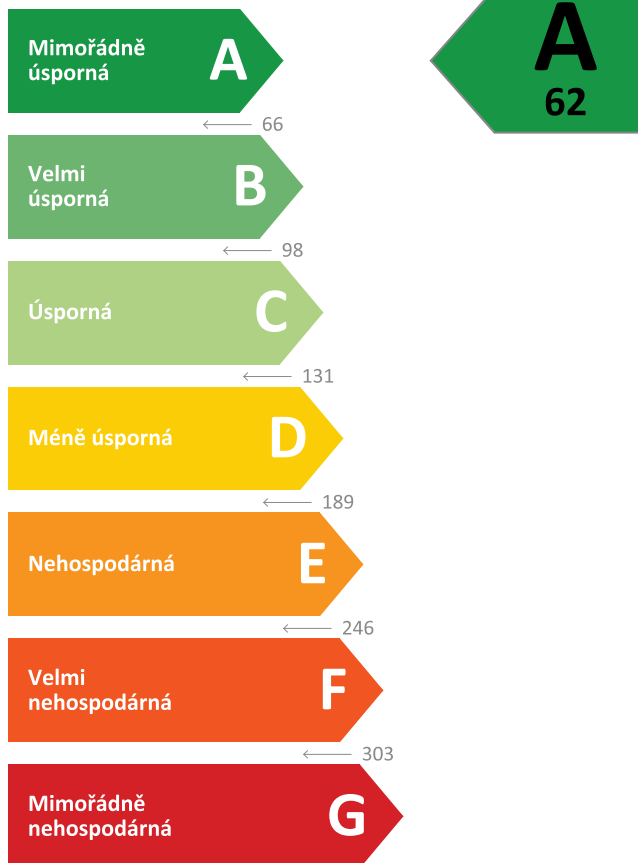 Mimořádně
úsporná
A
A
62
66
Velmi
úsporná
B
98
Úsporná
C
131
Méně úsporná
D
189
Nehospodárná
E
246
Velmi
nehospodárná
F
303
Mimořádně
nehospodárná
G